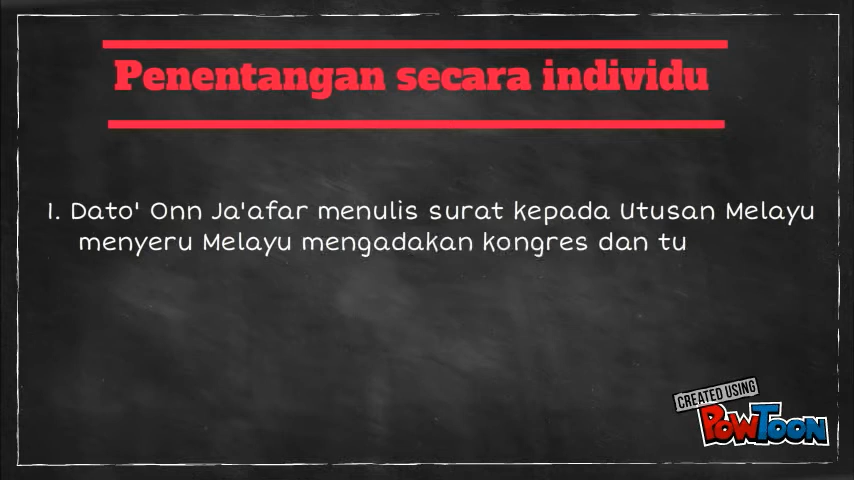 Penentangan secara individu
1. Dato' Onn Ja'afar menulis surat kepada Utusan Melayu
menyeru Melayu mengadakan kongres dan tu
CREATED USING
POWTOON